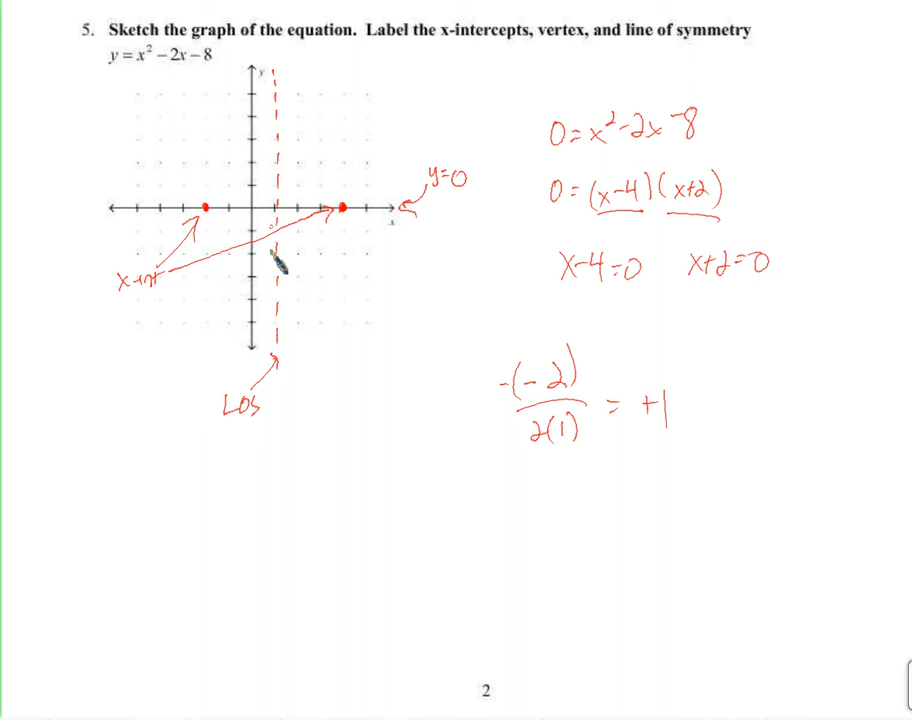 5. Sketch the graph of the equation. Label the x-intercepts, vertex, and line of symmetry
y = x² – 2x – 8
y
0 = x² - 2x - 8
y=0
0 = (x-4)(x+2)
x
x-4=0 x+2=0
x-int
-(-2)
2(1)
= +1
LOS
2